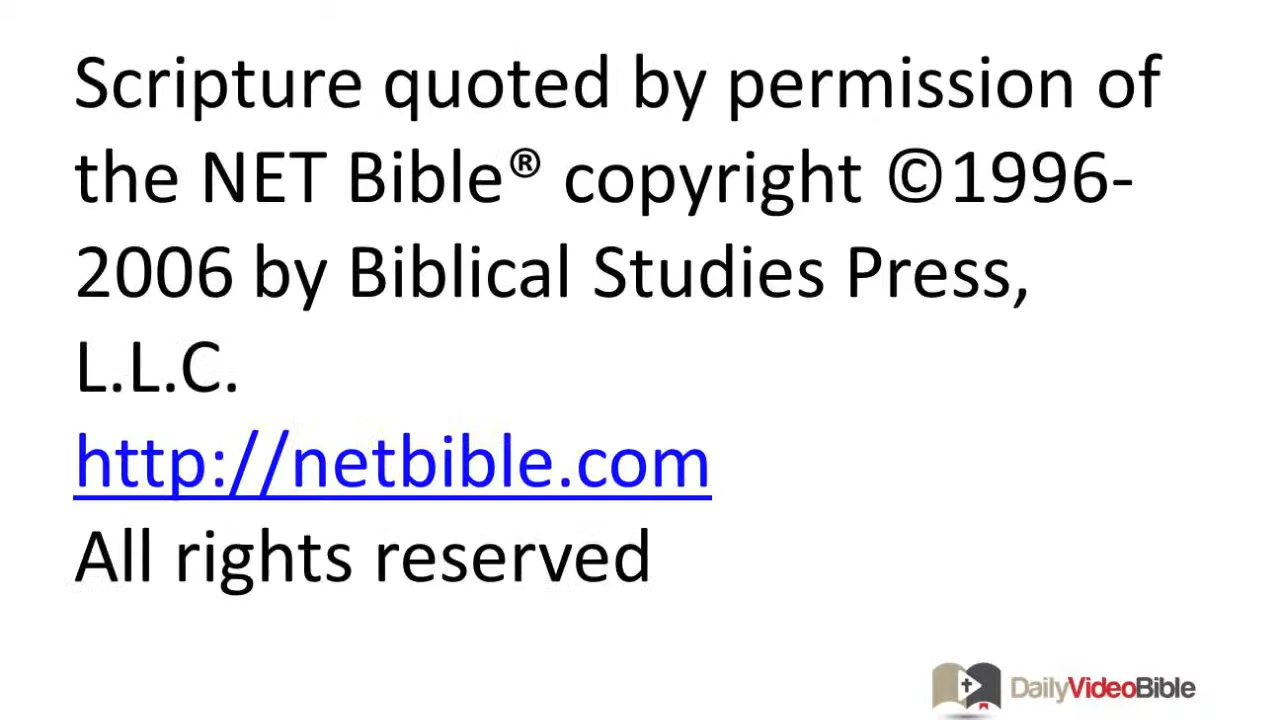 Scripture quoted by permission of
the NET Bible® copyright ©1996-
2006 by Biblical Studies Press,
L.L.C.
http://netbible.com
All rights reserved
DailyVideoBible